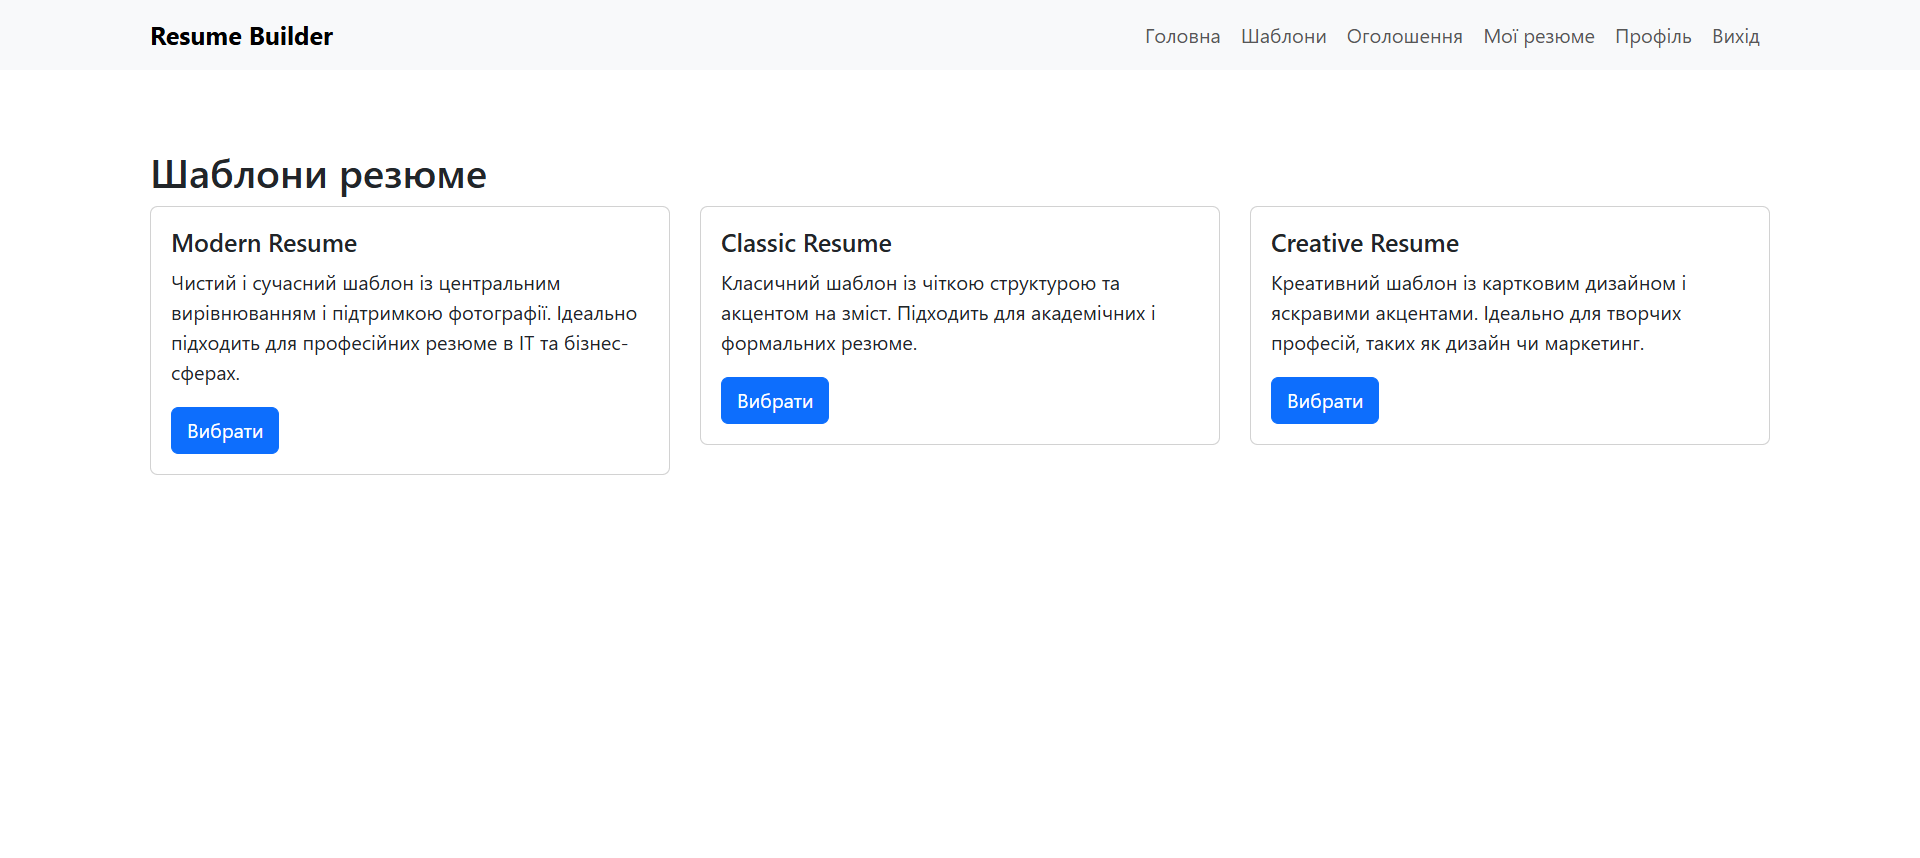 Resume Builder
Головна Шаблони Оголошення Мої резюме Профіль Вихід
Шаблони резюме
Modern Resume
Чистий і сучасний шаблон із центральним
вирівнюванням і підтримкою фотографії. Ідеально
підходить для професійних резюме в ІТ та бізнес-
сферах.
Вибрати
Classic Resume
Класичний шаблон із чіткою структурою та
акцентом на зміст. Підходить для академічних і
формальних резюме.
Вибрати
Creative Resume
Креативний шаблон із картковим дизайном і
яскравими акцентами. Ідеально для творчих
професій, таких як дизайн чи маркетинг.
Вибрати